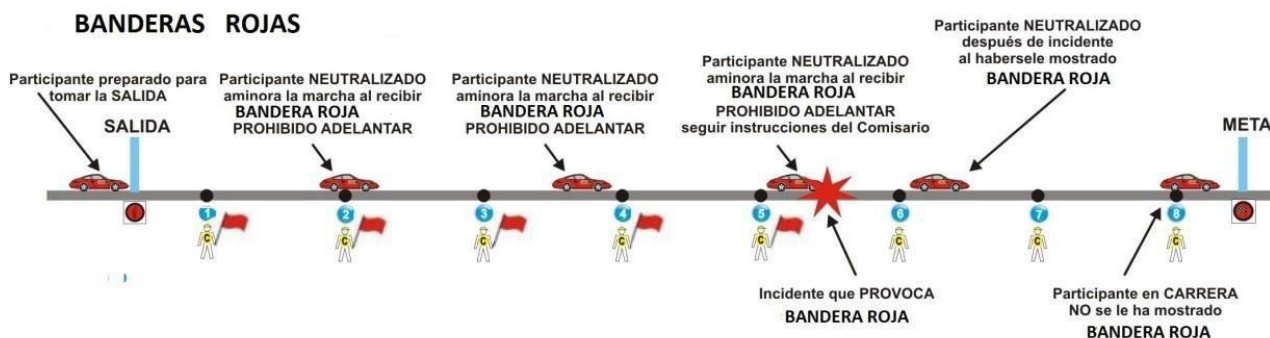 BANDERAS ROJAS
Participante preparado para
tomar la SALIDA
SALIDA
Participante NEUTRALIZADO
aminora la marcha al recibir
BANDERA ROJA
PROHIBIDO ADELANTAR
Participante NEUTRALIZADO
aminora la marcha al recibir
BANDERA ROJA
PROHIBIDO ADELANTAR
Participante NEUTRALIZADO
aminora la marcha al recibir
BANDERA ROJA
PROHIBIDO ADELANTAR
seguir instrucciones del Comisario
Participante NEUTRALIZADO
después de incidente
al habersele mostrado
BANDERA ROJA
META
1 2 3 4 5 6 7 8
C C C C C C C C
Incidente que PROVOCA
BANDERA ROJA
Participante en CARRERA
NO se le ha mostrado
BANDERA ROJA